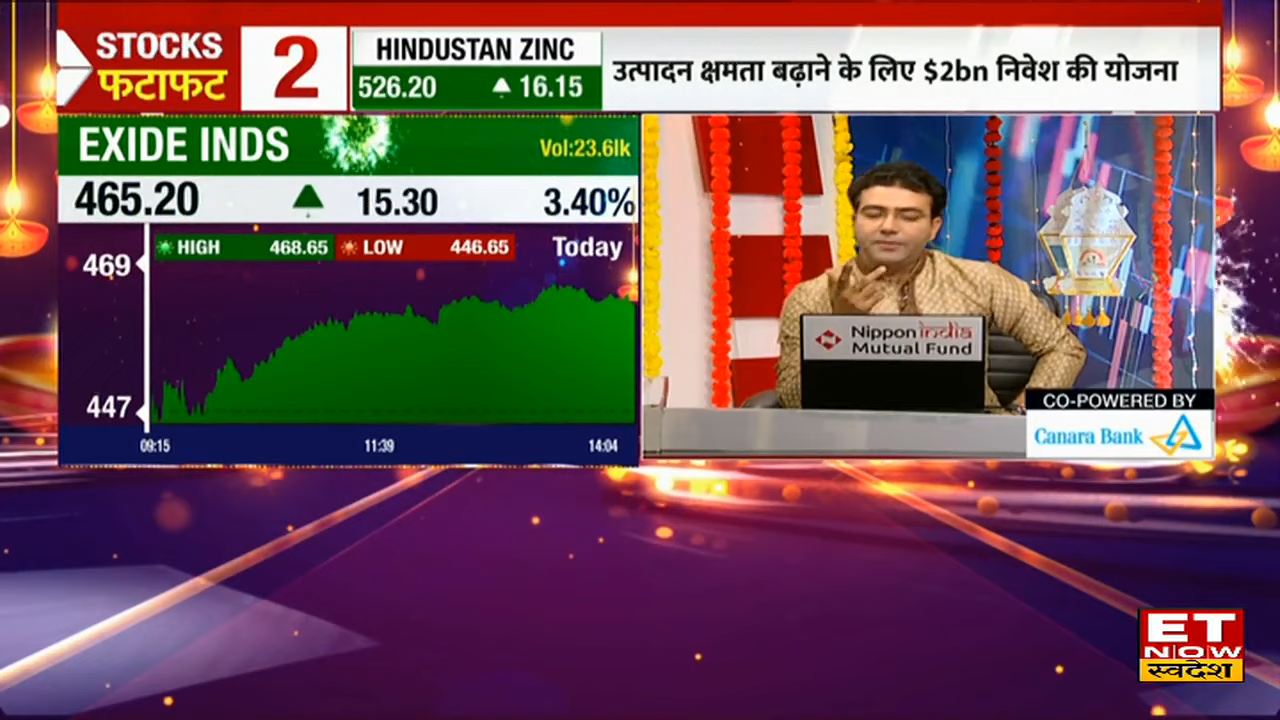 STOCKS
फटाफट
2
HINDUSTAN ZINC
526.20 ▲ 16.15
उत्पादन क्षमता बढ़ाने के लिए $2bn निवेश की योजना
EXIDE INDS
Vol:23.6lk
465.20 ▲ 15.30 3.40%
HIGH 468.65 LOW 446.65 Today
469
447
09:15 11:39 14:04
Nippon india
Mutual Fund
CO-POWERED BY
Canara Bank
ET
NOW
स्वदेश